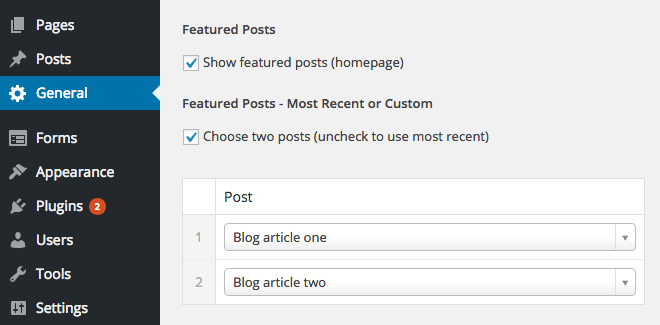 Pages
Posts
General
Forms
Appearance
Plugins 2
Users
Tools
Settings
Featured Posts
Show featured posts (homepage)
Featured Posts - Most Recent or Custom
Choose two posts (uncheck to use most recent)
Post
1 Blog article one
2 Blog article two